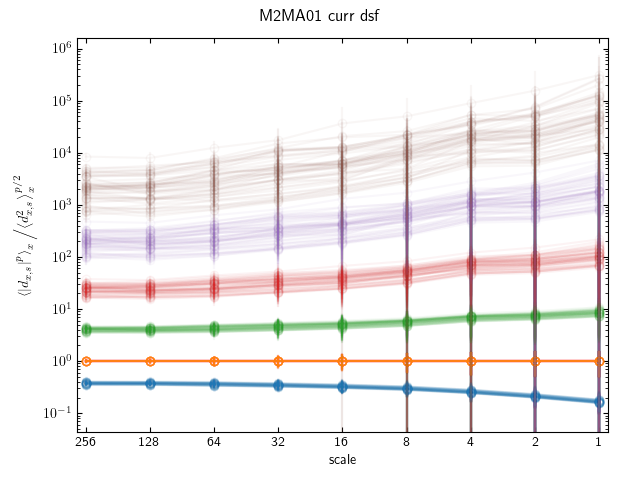 M2MA01 curr dsf
⟨|d_{x,s}|^p⟩_x / ⟨d_{x,s}^2⟩_x^{p/2}
10^6
10^5
10^4
10^3
10^2
10^1
10^0
10^{-1}
256 128 64 32 16 8 4 2 1
scale